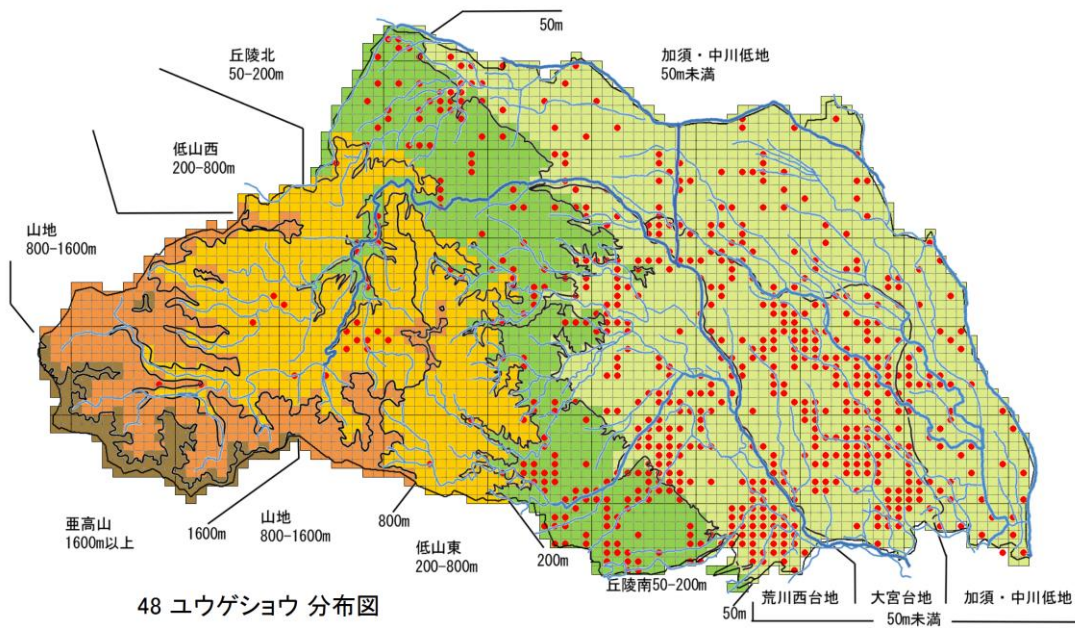 50m
丘陵北
50-200m
加須・中川低地
50m未満
低山西
200-800m
山地
800-1600m
亜高山
1600m以上
1600m
山地
800-1600m
800m
低山東
200-800m
200m
丘陵南50-200m
50m
荒川西台地
大宮台地
加須・中川低地
50m未満
48 ユウゲショウ 分布図